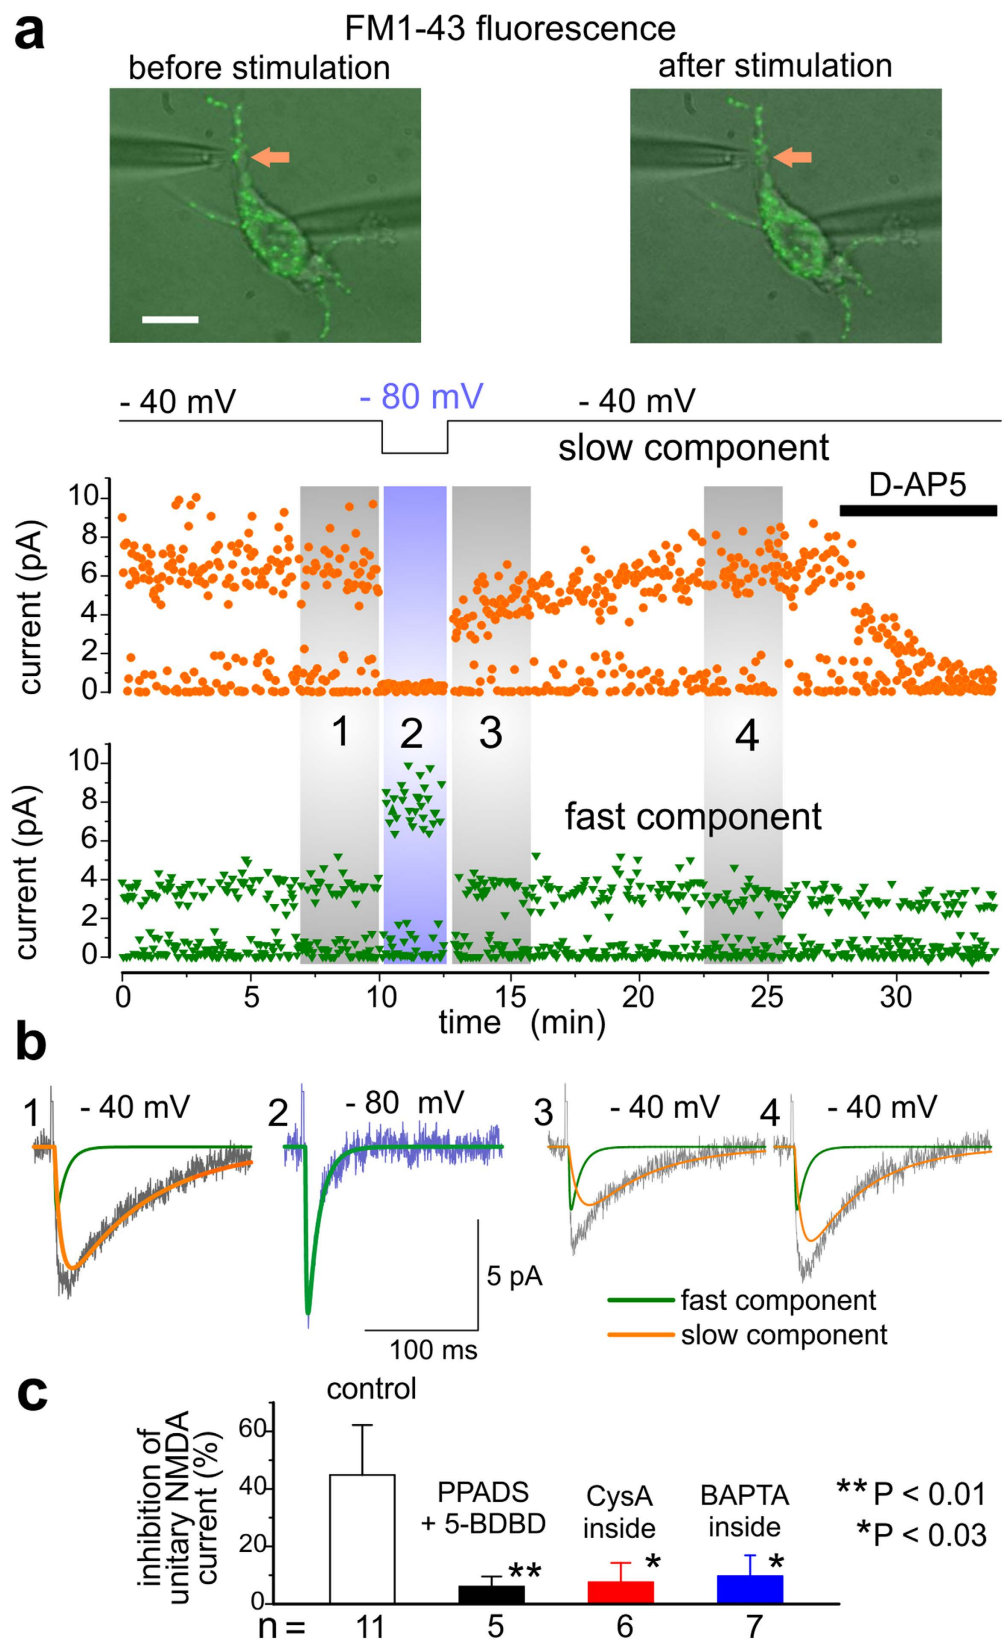 a
FM1-43 fluorescence
before stimulation
after stimulation
- 40 mV
- 80 mV
- 40 mV
slow component
D-AP5
current (pA)
10
8
6
4
2
0
1
2
3
4
fast component
current (pA)
10
8
6
4
2
0
0 5 10 15 20 25 30
time (min)
b
1 - 40 mV
2 - 80 mV
3 - 40 mV
4 - 40 mV
5 pA
100 ms
fast component
slow component
c
control
inhibition of
unitary NMDA
current (%)
60
40
20
0
PPADS
+ 5-BDBD
CysA
inside
BAPTA
inside
**P < 0.01
*P < 0.03
**
*
*
n = 11 5 6 7